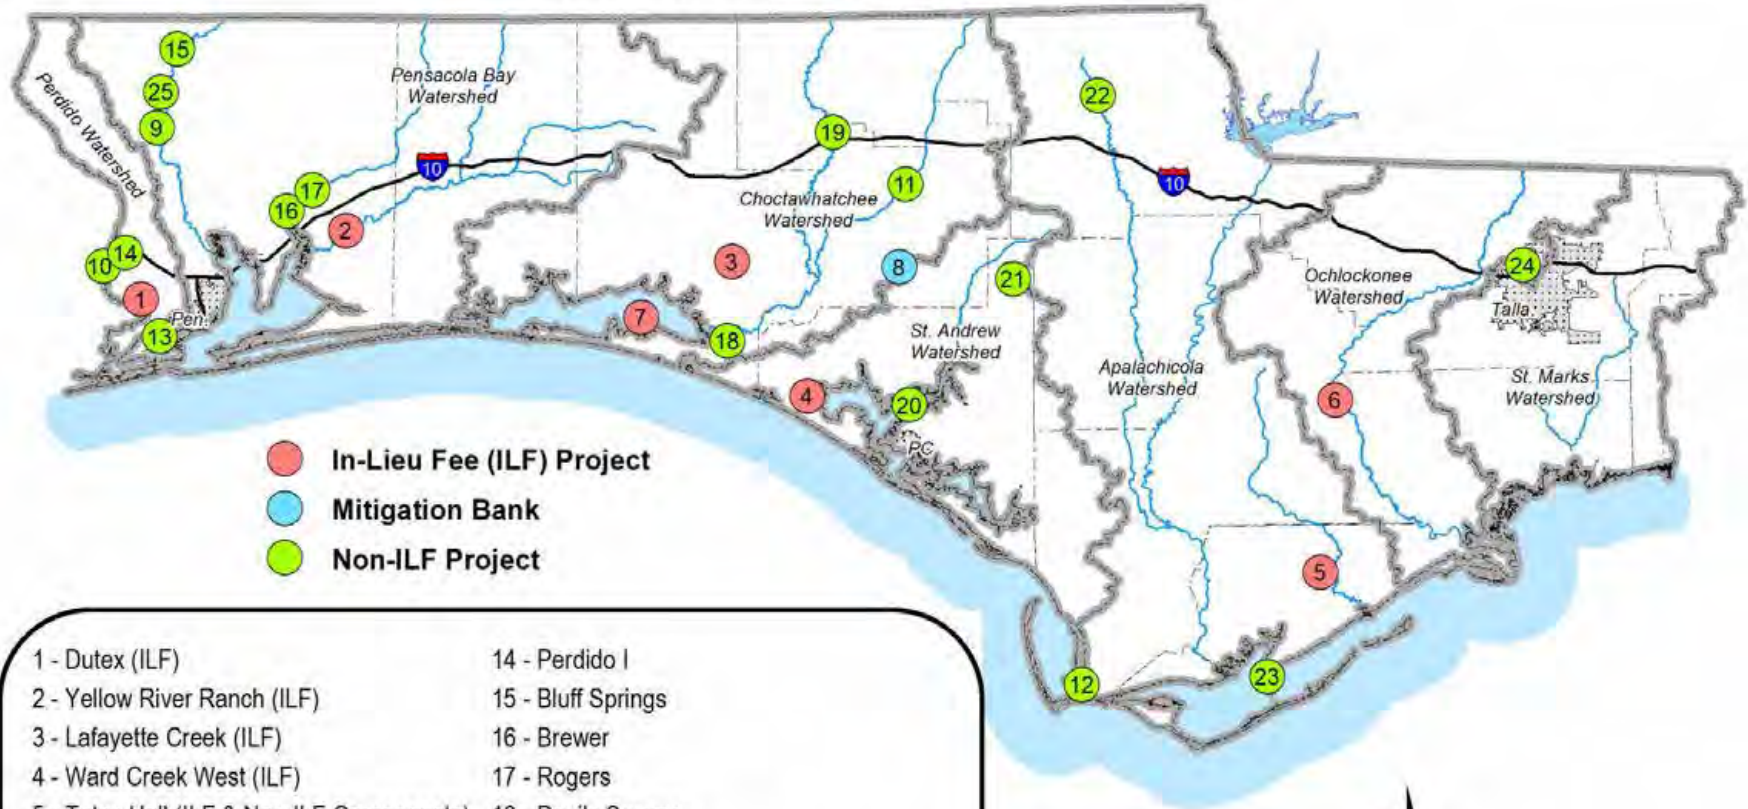 15
25
9
Perdido Watershed
Pensacola Bay
Watershed
22
19
10
10
17
16
11
2
Choctawhatchee
Watershed
14
10
1
3
8
21
24
Ochlockonee
Watershed
Talla.
Pen.
13
7
18
St. Andrew
Watershed
Apalachicola
Watershed
St. Marks
Watershed
4
20
6
PC
In-Lieu Fee (ILF) Project
Mitigation Bank
Non-ILF Project
5
12
23
1 - Dutex (ILF)
2 - Yellow River Ranch (ILF)
3 - Lafayette Creek (ILF)
4 - Ward Creek West (ILF)
14 - Perdido I
15 - Bluff Springs
16 - Brewer
17 - Rogers